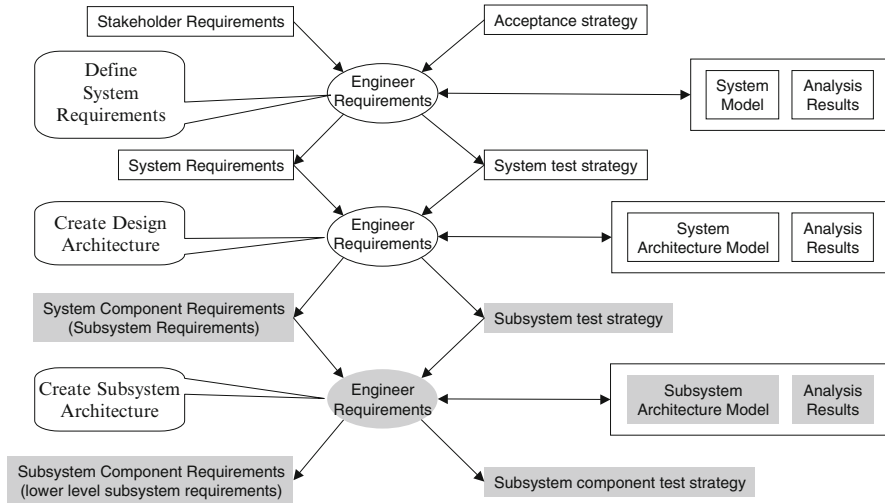 Stakeholder Requirements
Acceptance strategy
Define
System
Requirements
Engineer
Requirements
System
Model
Analysis
Results
System Requirements
System test strategy
Create Design
Architecture
Engineer
Requirements
System
Architecture Model
Analysis
Results
System Component Requirements
(Subsystem Requirements)
Subsystem test strategy
Create Subsystem
Architecture
Engineer
Requirements
Subsystem
Architecture Model
Analysis
Results
Subsystem Component Requirements
(lower level subsystem requirements)
Subsystem component test strategy